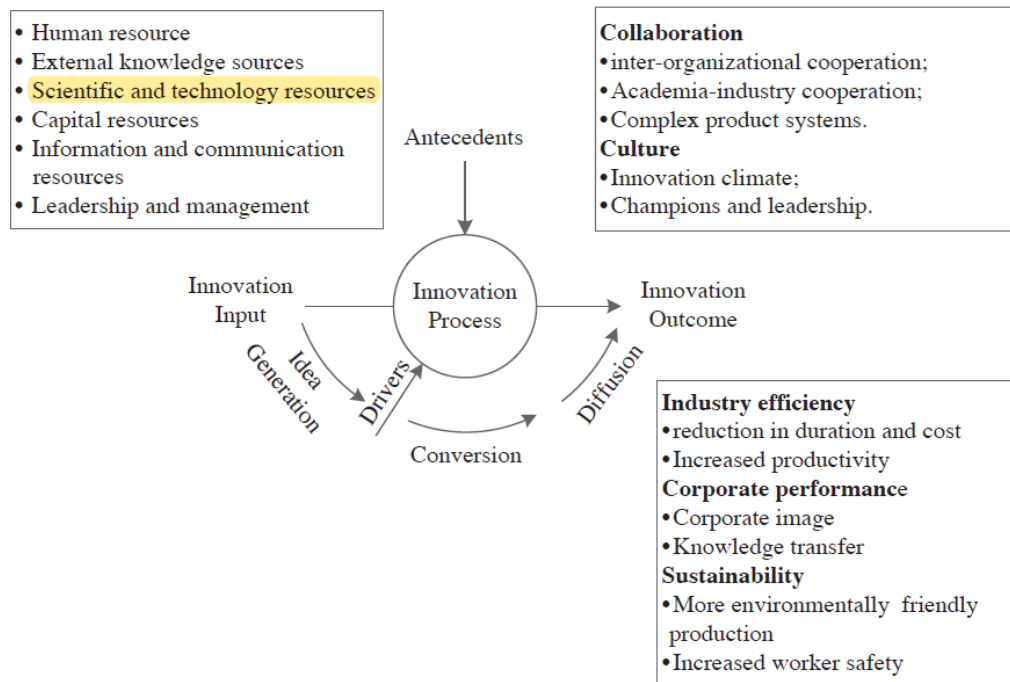 • Human resource
• External knowledge sources
• Scientific and technology resources
• Capital resources
• Information and communication
resources
• Leadership and management
Collaboration
•inter-organizational cooperation;
•Academia-industry cooperation;
•Complex product systems.
Culture
•Innovation climate;
•Champions and leadership.
Antecedents
Innovation
Input
Innovation
Process
Innovation
Outcome
Idea
Generation
Drivers
Conversion
Diffusion
Industry efficiency
•reduction in duration and cost
•Increased productivity
Corporate performance
•Corporate image
•Knowledge transfer
Sustainability
•More environmentally friendly
production
•Increased worker safety